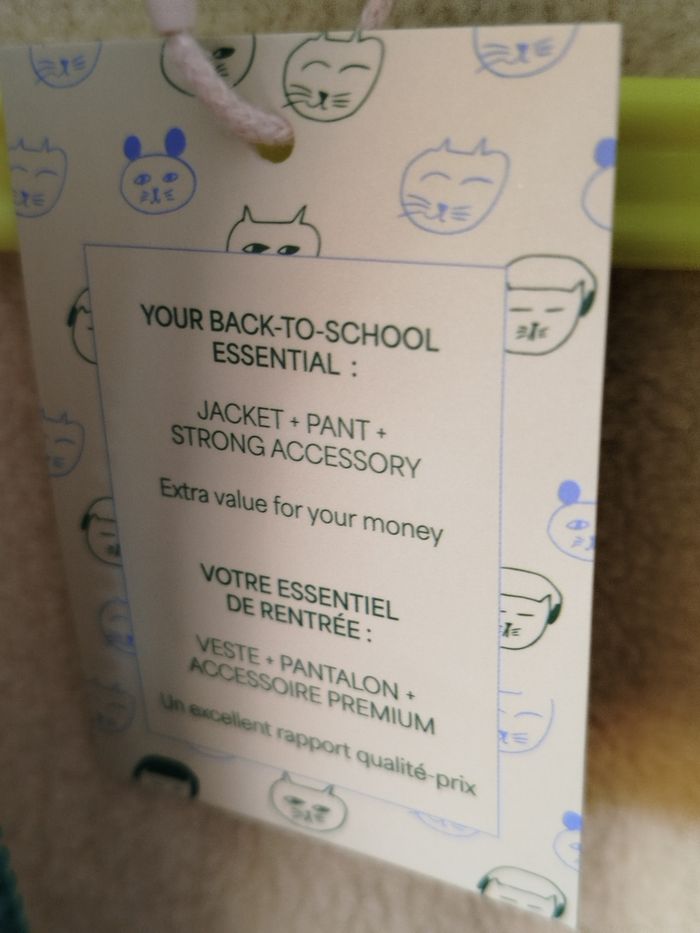 YOUR BACK-TO-SCHOOL
ESSENTIAL :
JACKET + PANT +
STRONG ACCESSORY
Extra value for your money
VOTRE ESSENTIEL
DE RENTRÉE :
VESTE + PANTALON +
ACCESSOIRE PREMIUM
Un excellent rapport qualité-prix